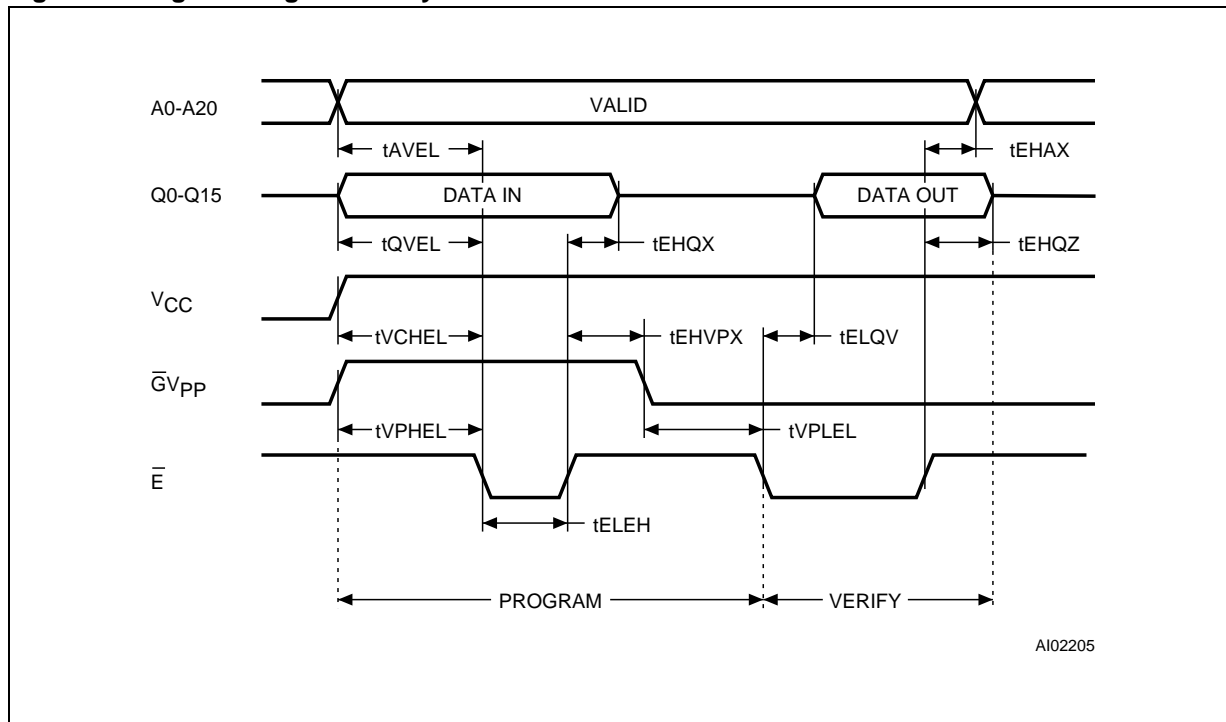 A0-A20
VALID
tAVEL
tEHAX
Q0-Q15
DATA IN
DATA OUT
tQVEL
tEHQX
tEHQZ
VCC
tVCHEL
tEHVPX
tELQV
G̅VPP
tVPHEL
tVPLEL
E̅
tELEH
PROGRAM
VERIFY
AI02205